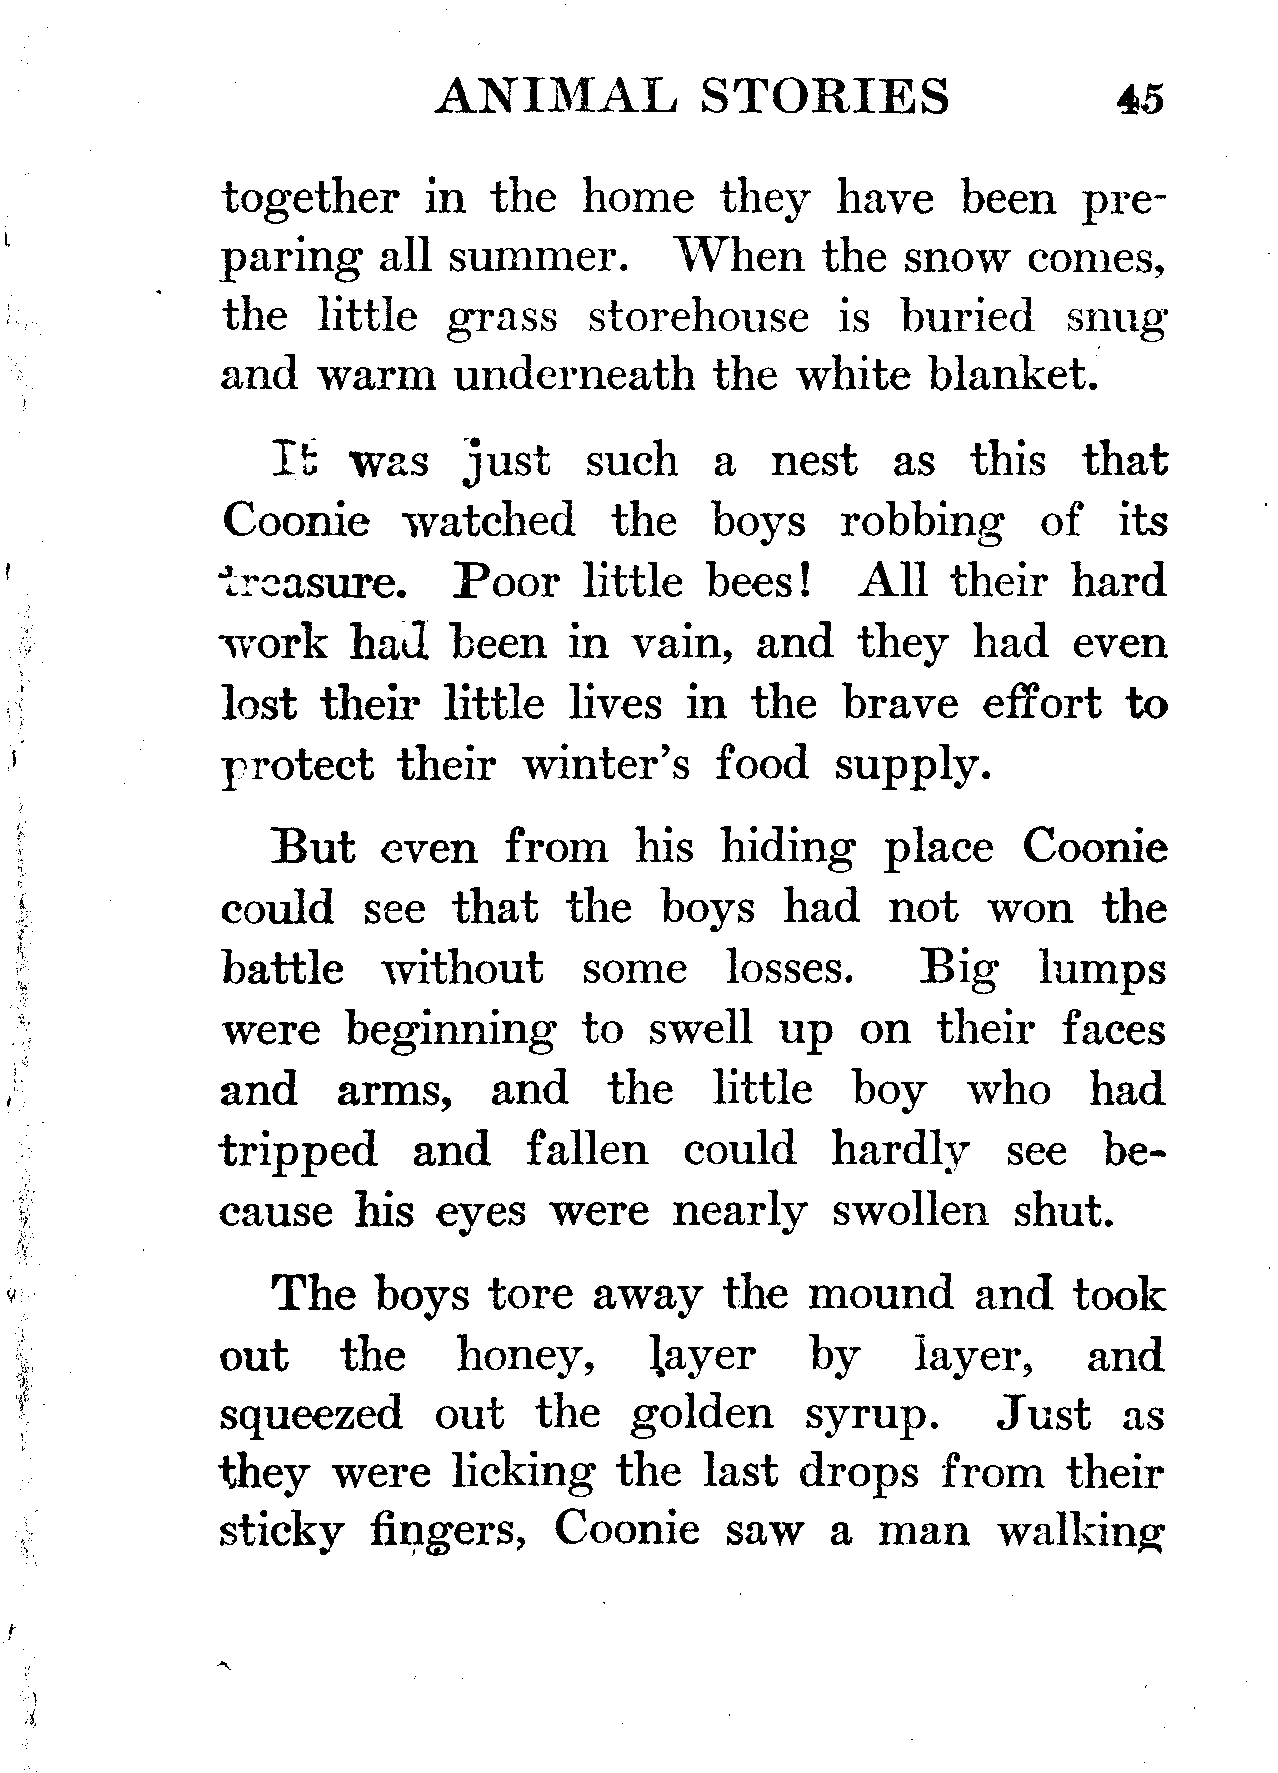 ANIMAL STORIES 45
together in the home they have been pre-
paring all summer. When the snow comes,
the little grass storehouse is buried snug
and warm underneath the white blanket.
It was just such a nest as this that
Coonie watched the boys robbing of its
treasure. Poor little bees! All their hard
work had been in vain, and they had even
lost their little lives in the brave effort to
protect their winter's food supply.
But even from his hiding place Coonie
could see that the boys had not won the
battle without some losses. Big lumps
were beginning to swell up on their faces
and arms, and the little boy who had
tripped and fallen could hardly see be-
cause his eyes were nearly swollen shut.
The boys tore away the mound and took
out the honey, layer by layer, and
squeezed out the golden syrup. Just as
they were licking the last drops from their
sticky fingers, Coonie saw a man walking